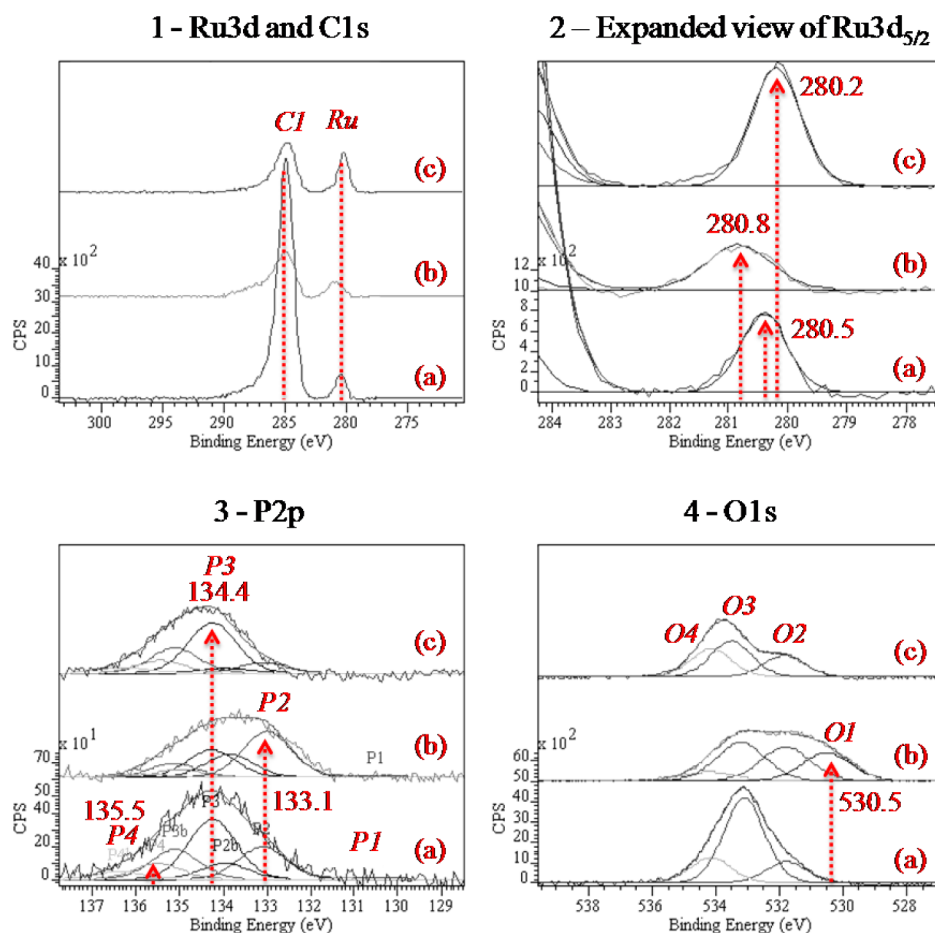 1 - Ru3d and C1s
2 – Expanded view of Ru3d5/2
C1
Ru
(c)
x 10 2
40
(b)
30
30
20
10
0
CPS
(a)
300
295
290
285
280
275
Binding Energy (eV)
280.2
(c)
280.8
x 10 2
12
10
(b)
8
6
4
2
0
CPS
280.5
(a)
284
283
282
281
280
279
278
Binding Energy (eV)
3 - P2p
4 - O1s
P3
134.4
(c)
P2
x 10 1
70
P1
(b)
50
40
30
20
10
0
CPS
135.5
P4
P3
P3b
P2b
P2
133.1
P1
(a)
137
136
135
134
133
132
131
130
129
Binding Energy (eV)
O4
O3
O2
(c)
O1
x 10 2
60
50
(b)
40
30
20
10
0
CPS
530.5
(a)
538
536
534
532
530
528
Binding Energy (eV)